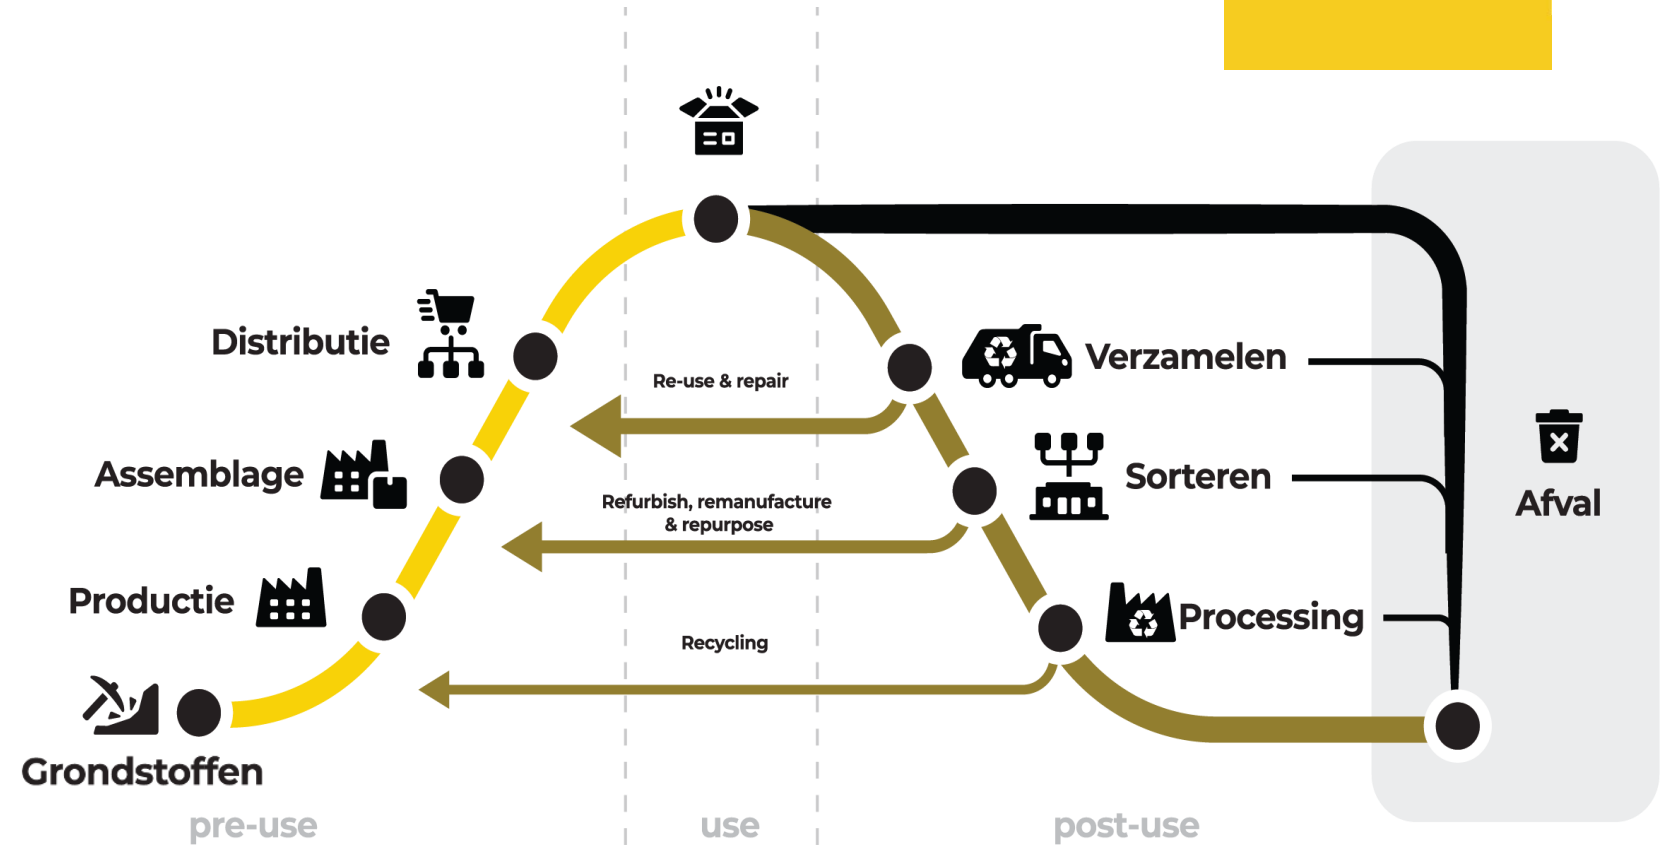 Distributie
Re-use & repair
Verzamelen
Assemblage
Refurbish, remanufacture
& repurpose
Sorteren
Afval
Productie
Recycling
Processing
Grondstoffen
pre-use
use
post-use